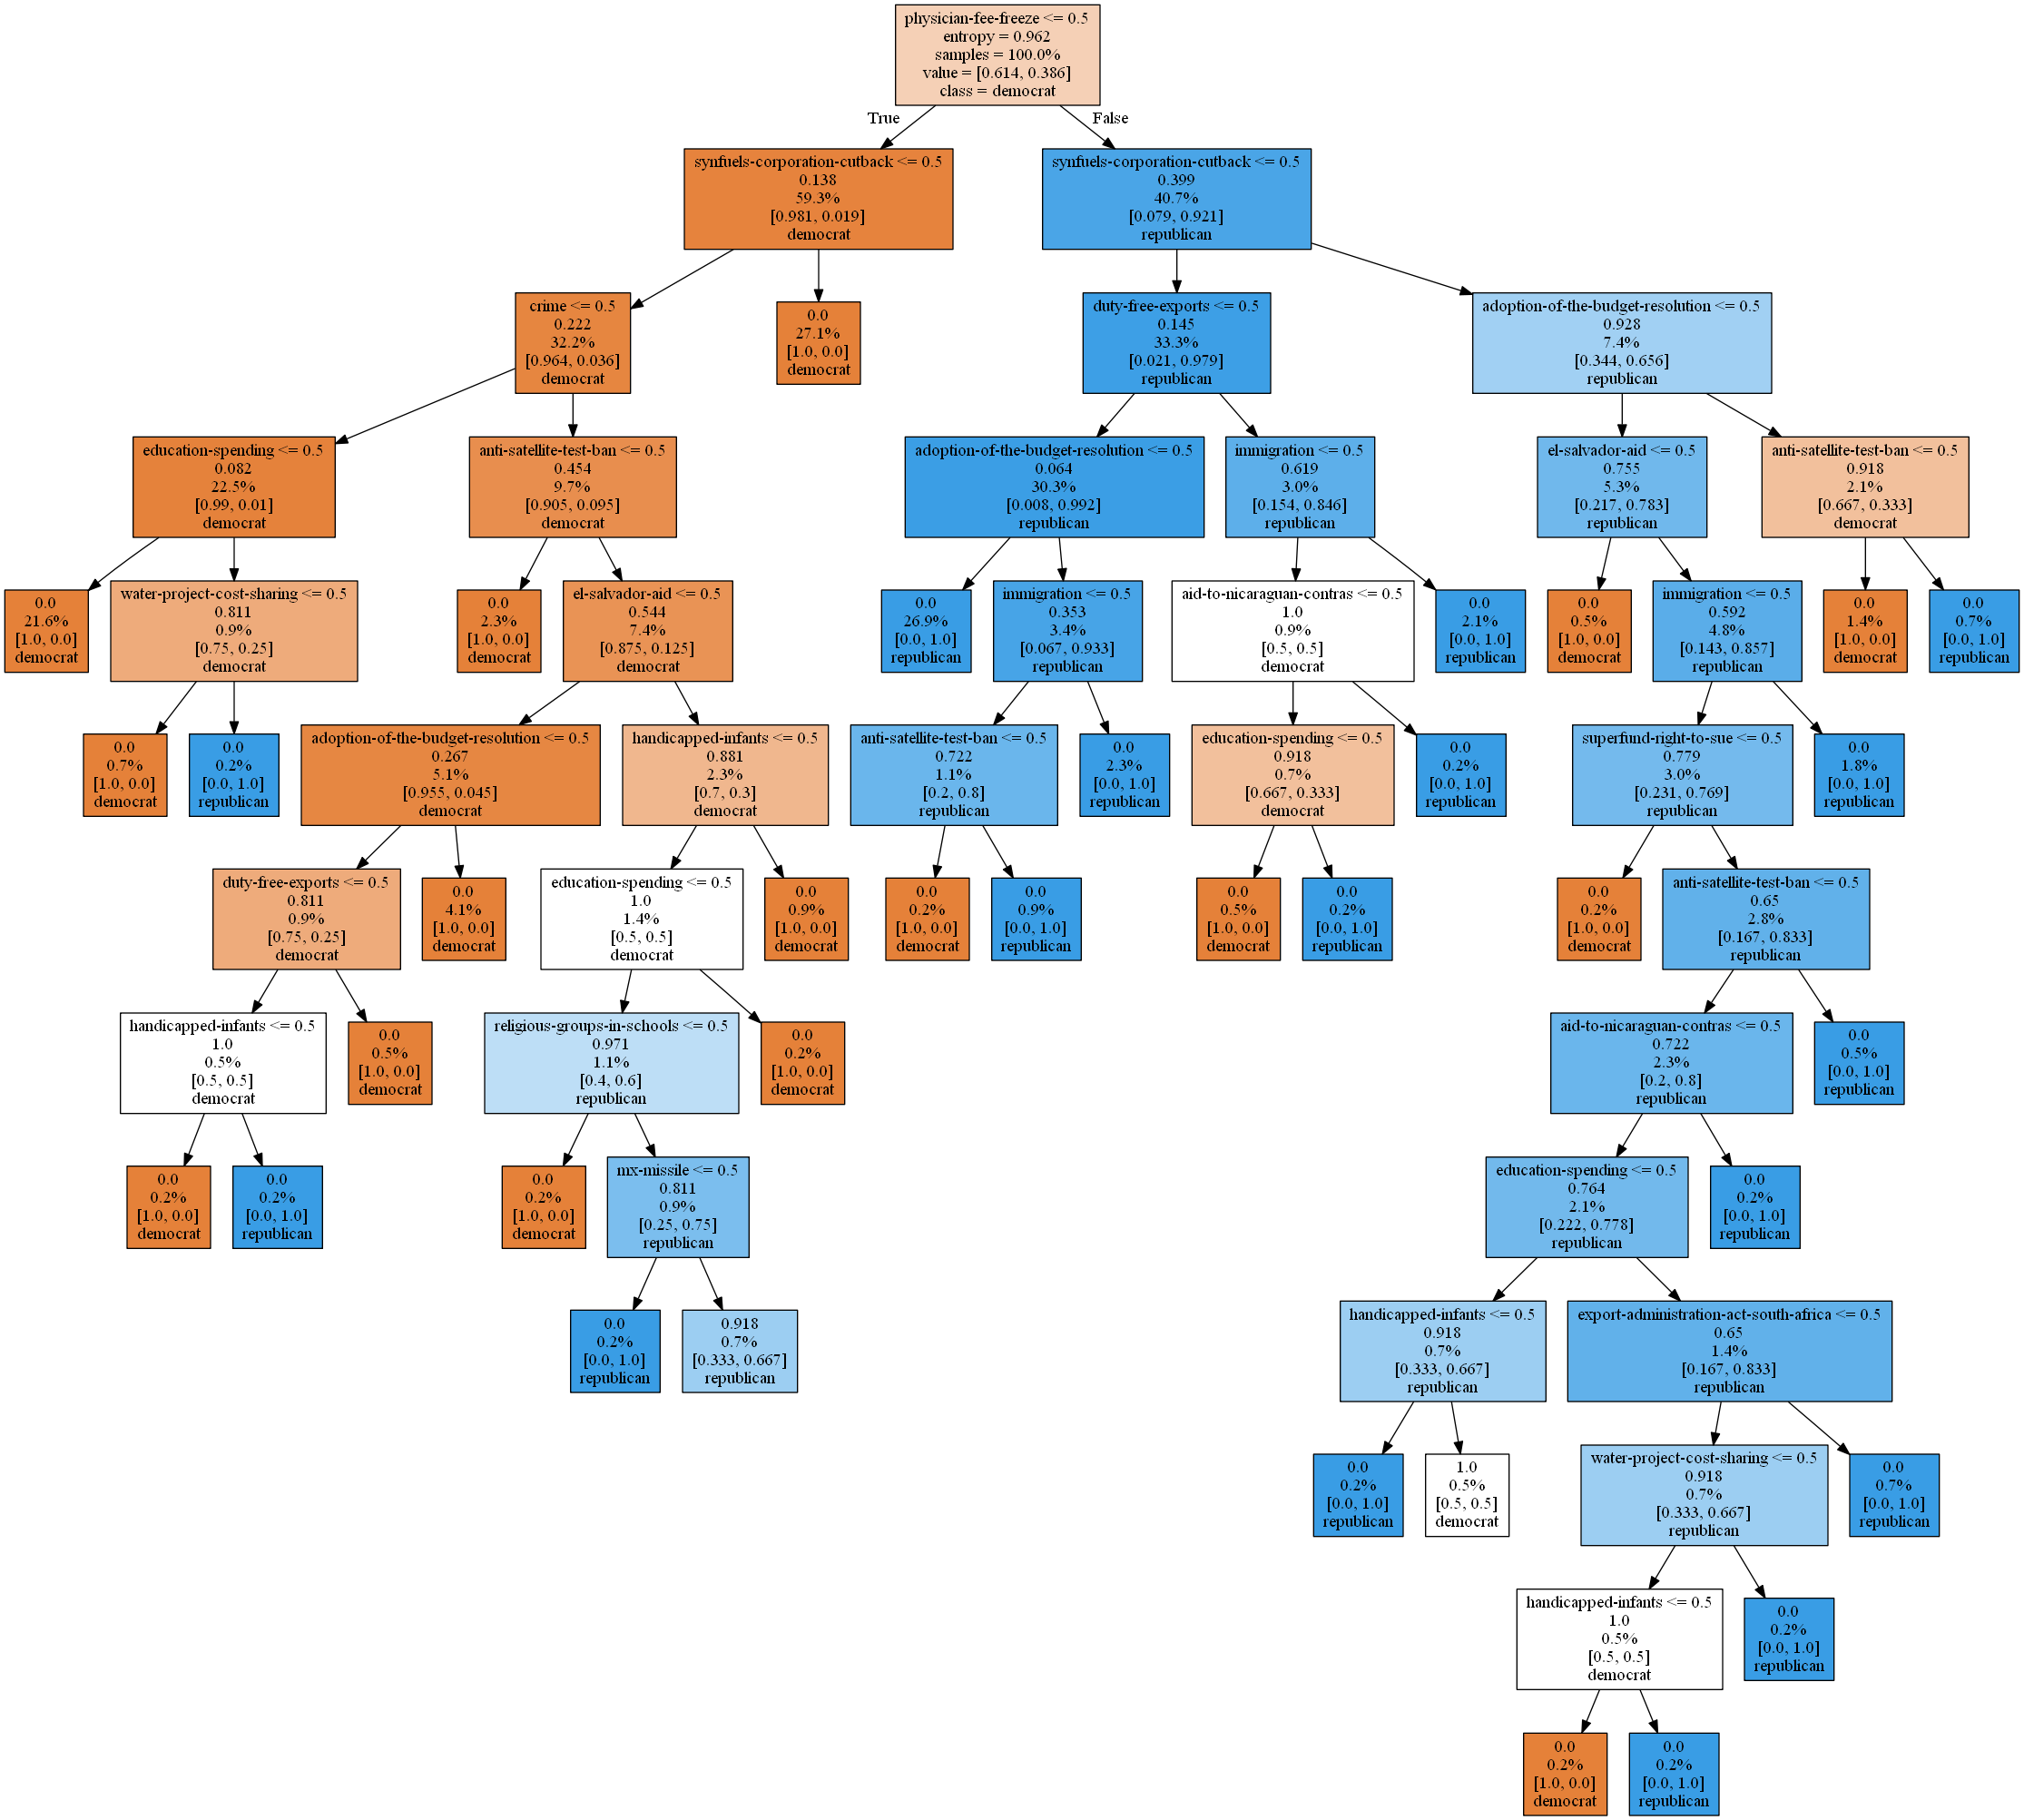 physician-fee-freeze <= 0.5
entropy = 0.962
samples = 100.0%
value = [0.614, 0.386]
class = democrat
True
False
synfuels-corporation-cutback <= 0.5
0.138
59.3%
[0.981, 0.019]
democrat
synfuels-corporation-cutback <= 0.5
0.399
40.7%
[0.079, 0.921]
republican
crime <= 0.5
0.222
32.2%
[0.964, 0.036]
democrat
0.0
27.1%
[1.0, 0.0]
democrat
duty-free-exports <= 0.5
0.145
33.3%
[0.021, 0.979]
republican
adoption-of-the-budget-resolution <= 0.5
0.928
7.4%
[0.344, 0.656]
republican
education-spending <= 0.5
0.082
22.5%
[0.99, 0.01]
democrat
anti-satellite-test-ban <= 0.5
0.454
9.7%
[0.905, 0.095]
democrat
adoption-of-the-budget-resolution <= 0.5
0.064
30.3%
[0.008, 0.992]
republican
immigration <= 0.5
0.619
3.0%
[0.154, 0.846]
republican
el-salvador-aid <= 0.5
0.755
5.3%
[0.217, 0.783]
republican
anti-satellite-test-ban <= 0.5
0.918
2.1%
[0.667, 0.333]
democrat
0.0
21.6%
[1.0, 0.0]
democrat
water-project-cost-sharing <= 0.5
0.811
0.9%
[0.75, 0.25]
democrat
0.0
2.3%
[1.0, 0.0]
democrat
el-salvador-aid <= 0.5
0.544
7.4%
[0.875, 0.125]
democrat
0.0
26.9%
[0.0, 1.0]
republican
immigration <= 0.5
0.353
3.4%
[0.067, 0.933]
republican
aid-to-nicaraguan-contras <= 0.5
1.0
0.9%
[0.5, 0.5]
democrat
0.0
2.1%
[0.0, 1.0]
republican
0.0
0.5%
[1.0, 0.0]
democrat
immigration <= 0.5
0.592
4.8%
[0.143, 0.857]
republican
0.0
1.4%
[1.0, 0.0]
democrat
0.0
0.7%
[0.0, 1.0]
republican
0.0
0.7%
[1.0, 0.0]
democrat
0.0
0.2%
[0.0, 1.0]
republican
adoption-of-the-budget-resolution <= 0.5
0.267
5.1%
[0.955, 0.045]
democrat
handicapped-infants <= 0.5
0.881
2.3%
[0.7, 0.3]
democrat
anti-satellite-test-ban <= 0.5
0.722
1.1%
[0.2, 0.8]
republican
0.0
2.3%
[0.0, 1.0]
republican
education-spending <= 0.5
0.918
0.7%
[0.667, 0.333]
democrat
0.0
0.2%
[0.0, 1.0]
republican
superfund-right-to-sue <= 0.5
0.779
3.0%
[0.231, 0.769]
republican
0.0
1.8%
[0.0, 1.0]
republican
duty-free-exports <= 0.5
0.811
0.9%
[0.75, 0.25]
democrat
0.0
4.1%
[1.0, 0.0]
democrat
education-spending <= 0.5
1.0
1.4%
[0.5, 0.5]
democrat
0.0
0.9%
[1.0, 0.0]
democrat
0.0
0.2%
[1.0, 0.0]
democrat
0.0
0.9%
[0.0, 1.0]
republican
0.0
0.5%
[1.0, 0.0]
democrat
0.0
0.2%
[0.0, 1.0]
republican
0.0
0.2%
[1.0, 0.0]
democrat
anti-satellite-test-ban <= 0.5
0.65
2.8%
[0.167, 0.833]
republican
handicapped-infants <= 0.5
1.0
0.5%
[0.5, 0.5]
democrat
0.0
0.5%
[1.0, 0.0]
democrat
religious-groups-in-schools <= 0.5
0.971
1.1%
[0.4, 0.6]
republican
0.0
0.2%
[1.0, 0.0]
democrat
aid-to-nicaraguan-contras <= 0.5
0.722
2.3%
[0.2, 0.8]
republican
0.0
0.5%
[0.0, 1.0]
republican
0.0
0.2%
[1.0, 0.0]
democrat
0.0
0.2%
[0.0, 1.0]
republican
0.0
0.2%
[1.0, 0.0]
democrat
mx-missile <= 0.5
0.811
0.9%
[0.25, 0.75]
republican
education-spending <= 0.5
0.764
2.1%
[0.222, 0.778]
republican
0.0
0.2%
[0.0, 1.0]
republican
0.0
0.2%
[0.0, 1.0]
republican
0.918
0.7%
[0.333, 0.667]
republican
handicapped-infants <= 0.5
0.918
0.7%
[0.333, 0.667]
republican
export-administration-act-south-africa <= 0.5
0.65
1.4%
[0.167, 0.833]
republican
0.0
0.2%
[0.0, 1.0]
republican
1.0
0.5%
[0.5, 0.5]
democrat
water-project-cost-sharing <= 0.5
0.918
0.7%
[0.333, 0.667]
republican
0.0
0.7%
[0.0, 1.0]
republican
handicapped-infants <= 0.5
1.0
0.5%
[0.5, 0.5]
democrat
0.0
0.2%
[0.0, 1.0]
republican
0.0
0.2%
[1.0, 0.0]
democrat
0.0
0.2%
[0.0, 1.0]
republican